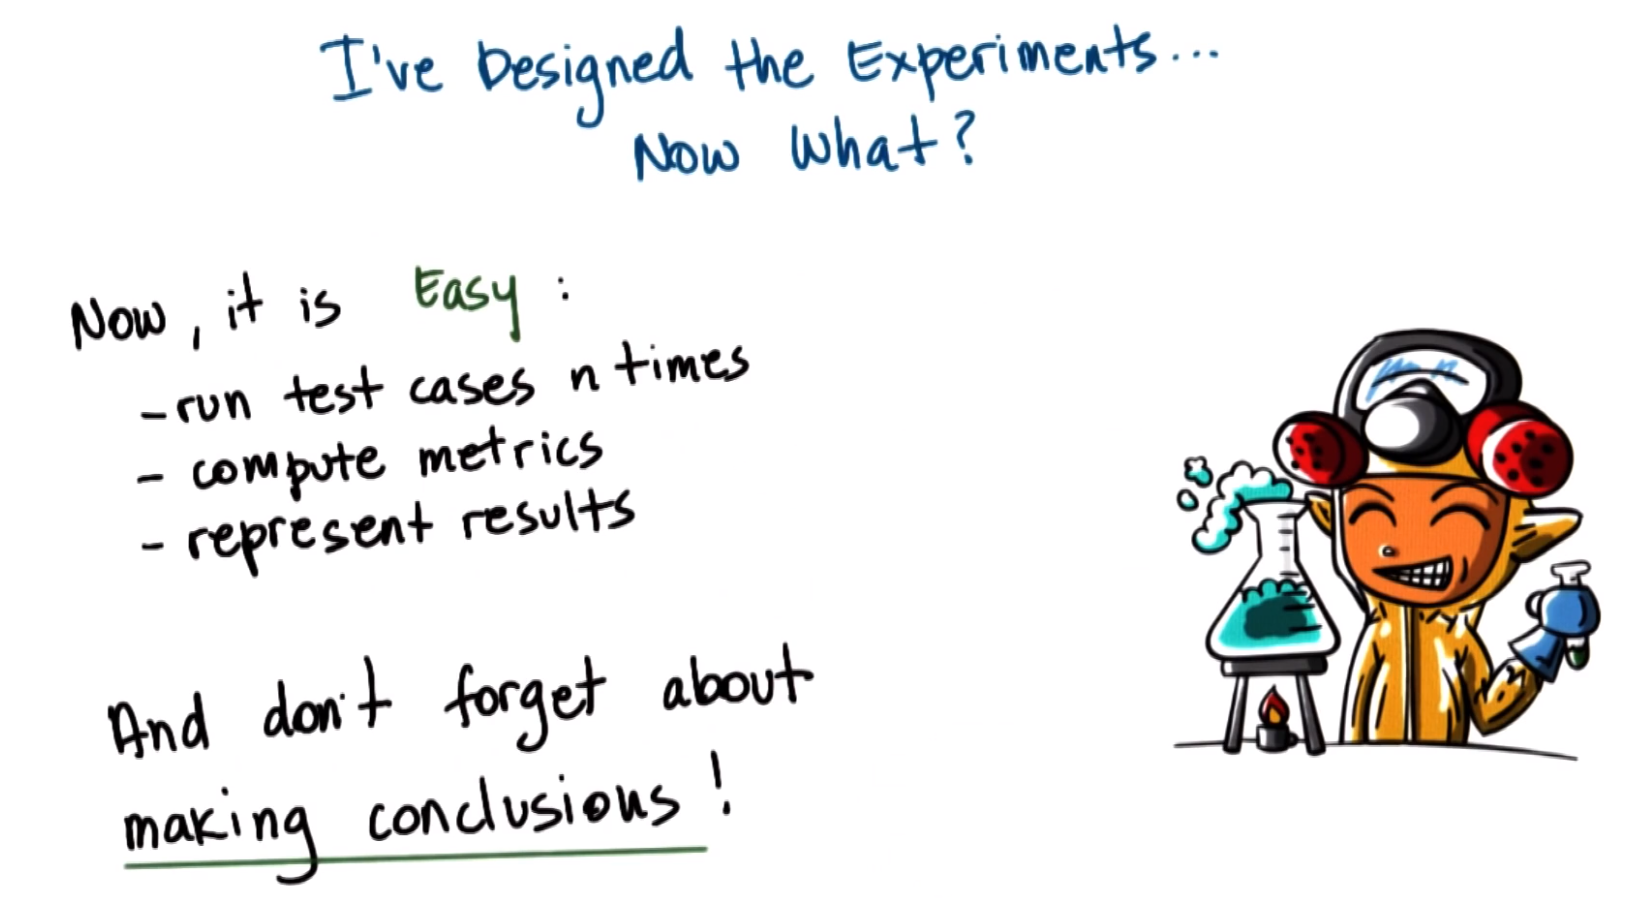 I've Designed the Experiments...
Now What?
Now, it is Easy:
- run test cases n times
- compute metrics
- represent results
And don't forget about
making conclusions!